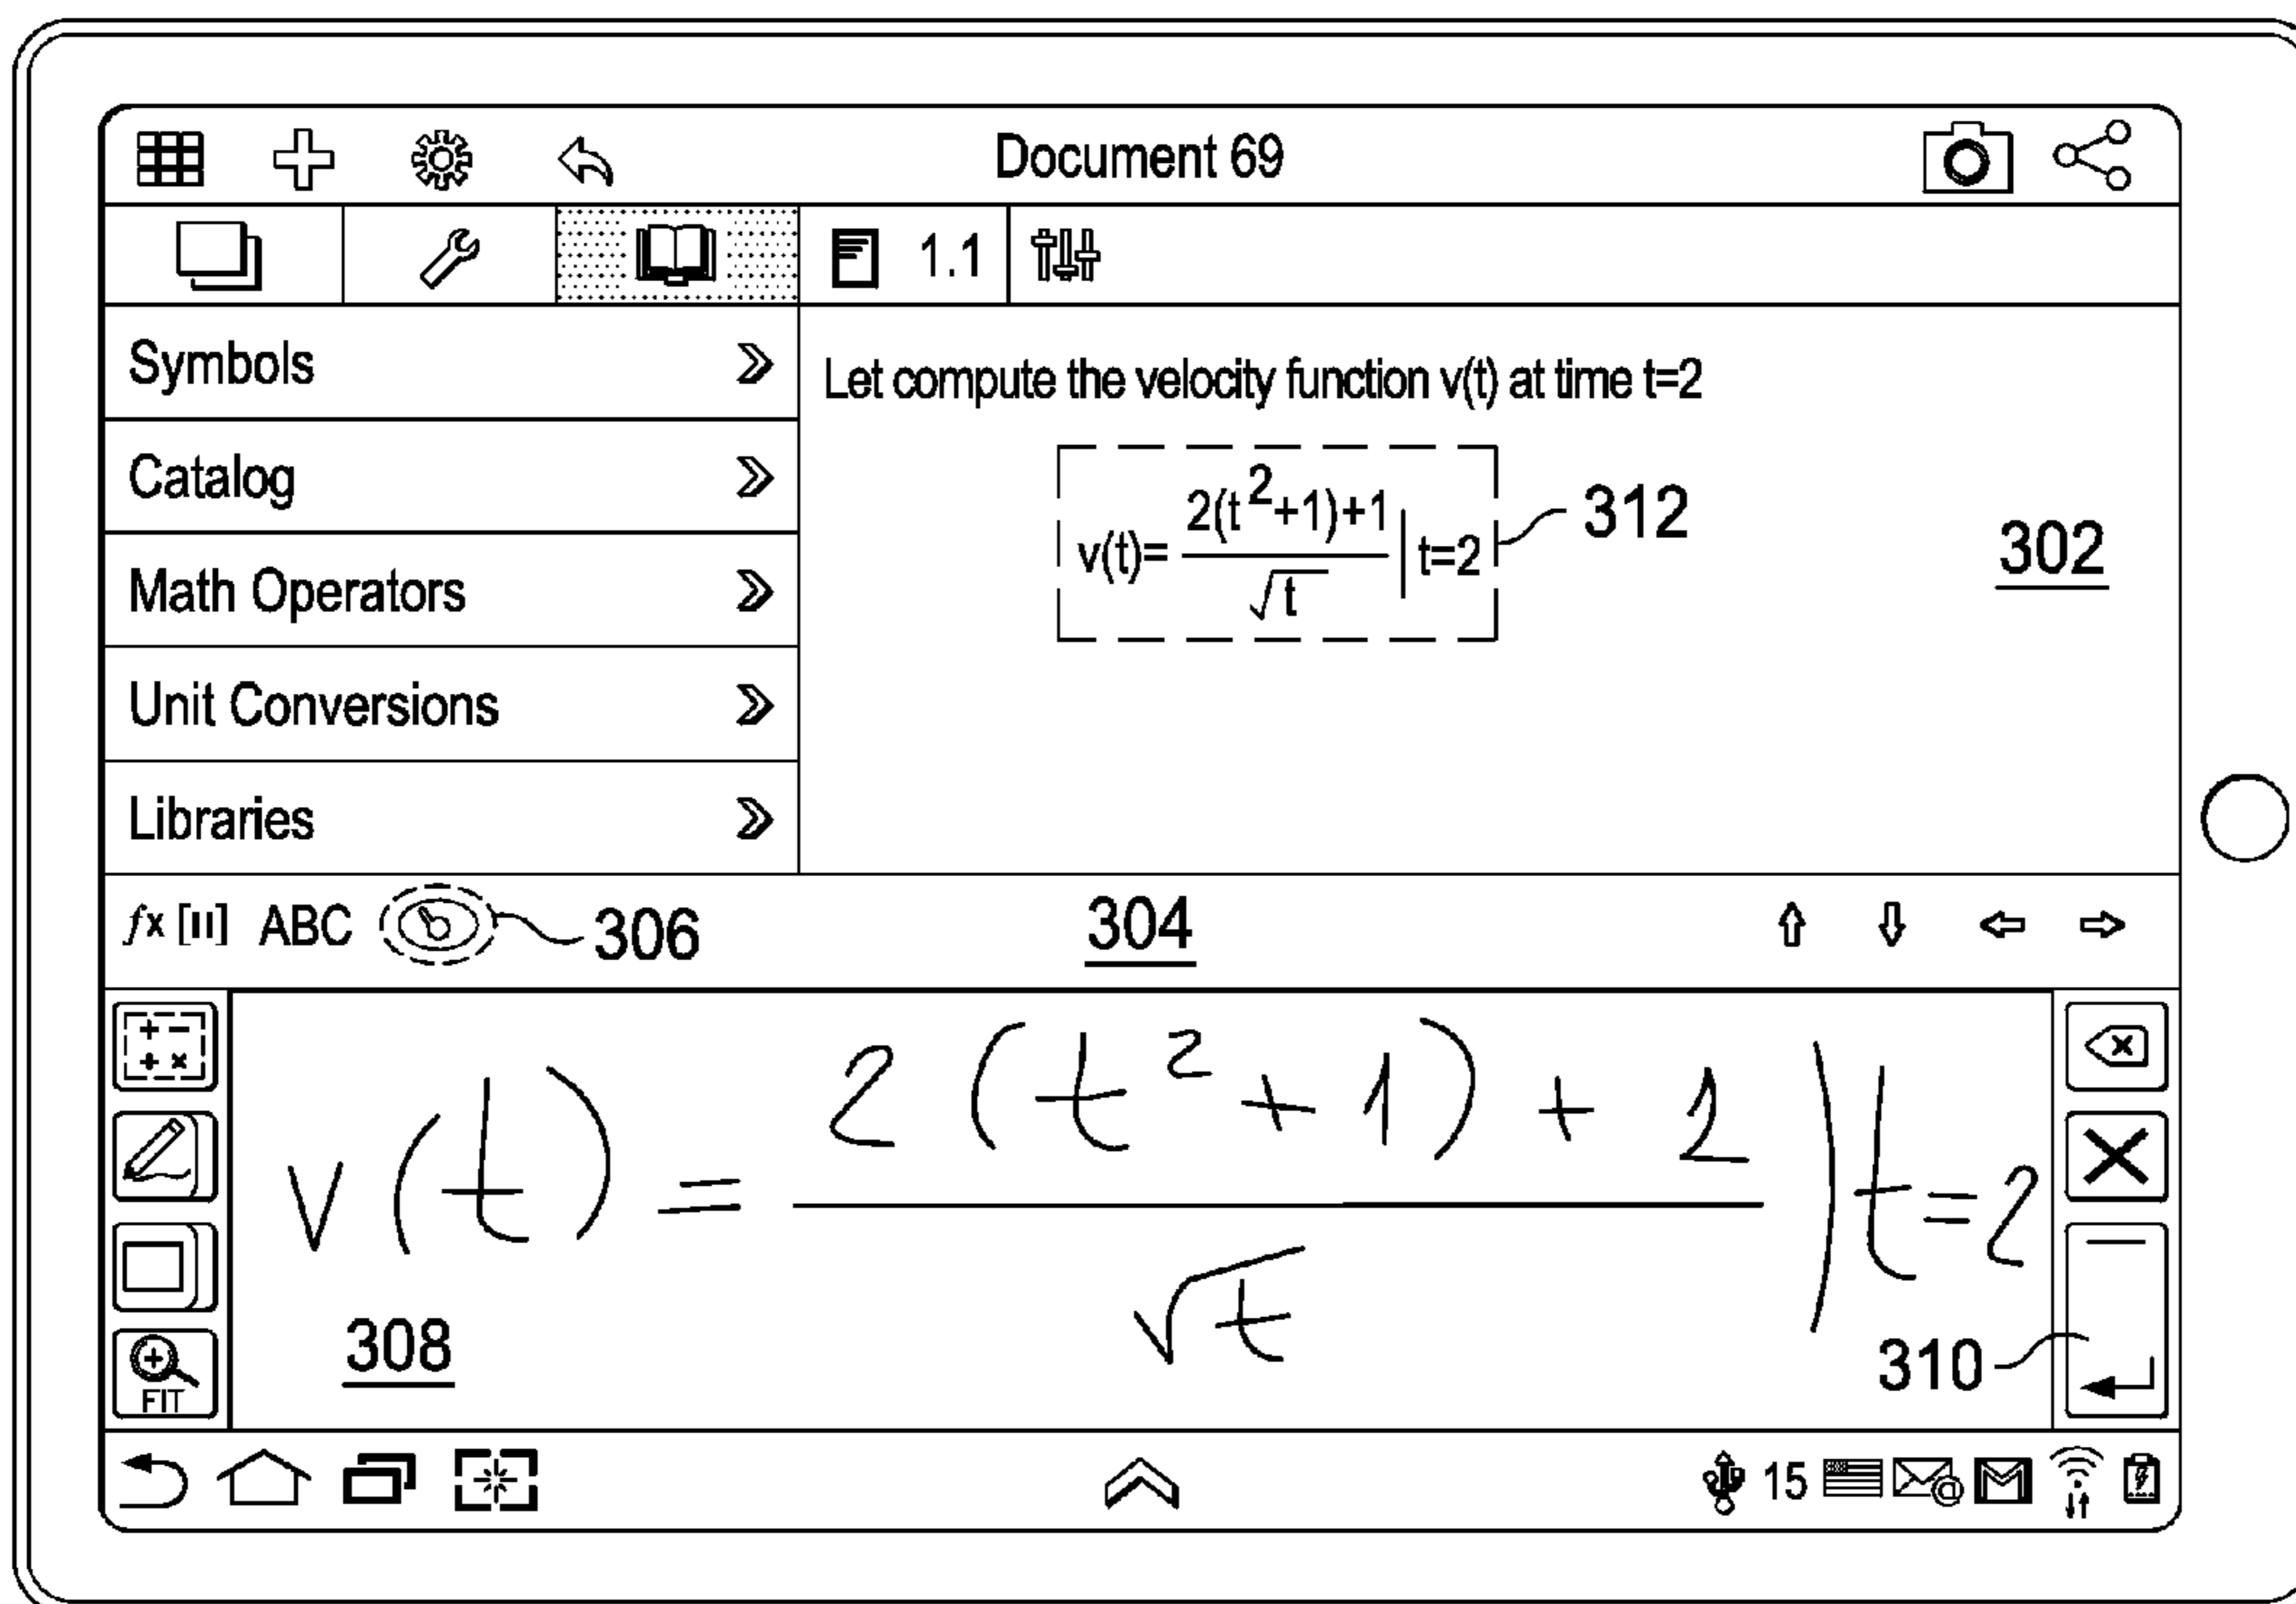 Document 69
1.1
Symbols
Catalog
Math Operators
Unit Conversions
Libraries
Let compute the velocity function v(t) at time t=2
v(t)= 2(t²+1)+1 / √t | t=2
312
302
fx [ıı] ABC
306
304
+ -
+ x
v(t) = 2(t² + 1) + 1 / √t | t=2
308
310
FIT
15
@